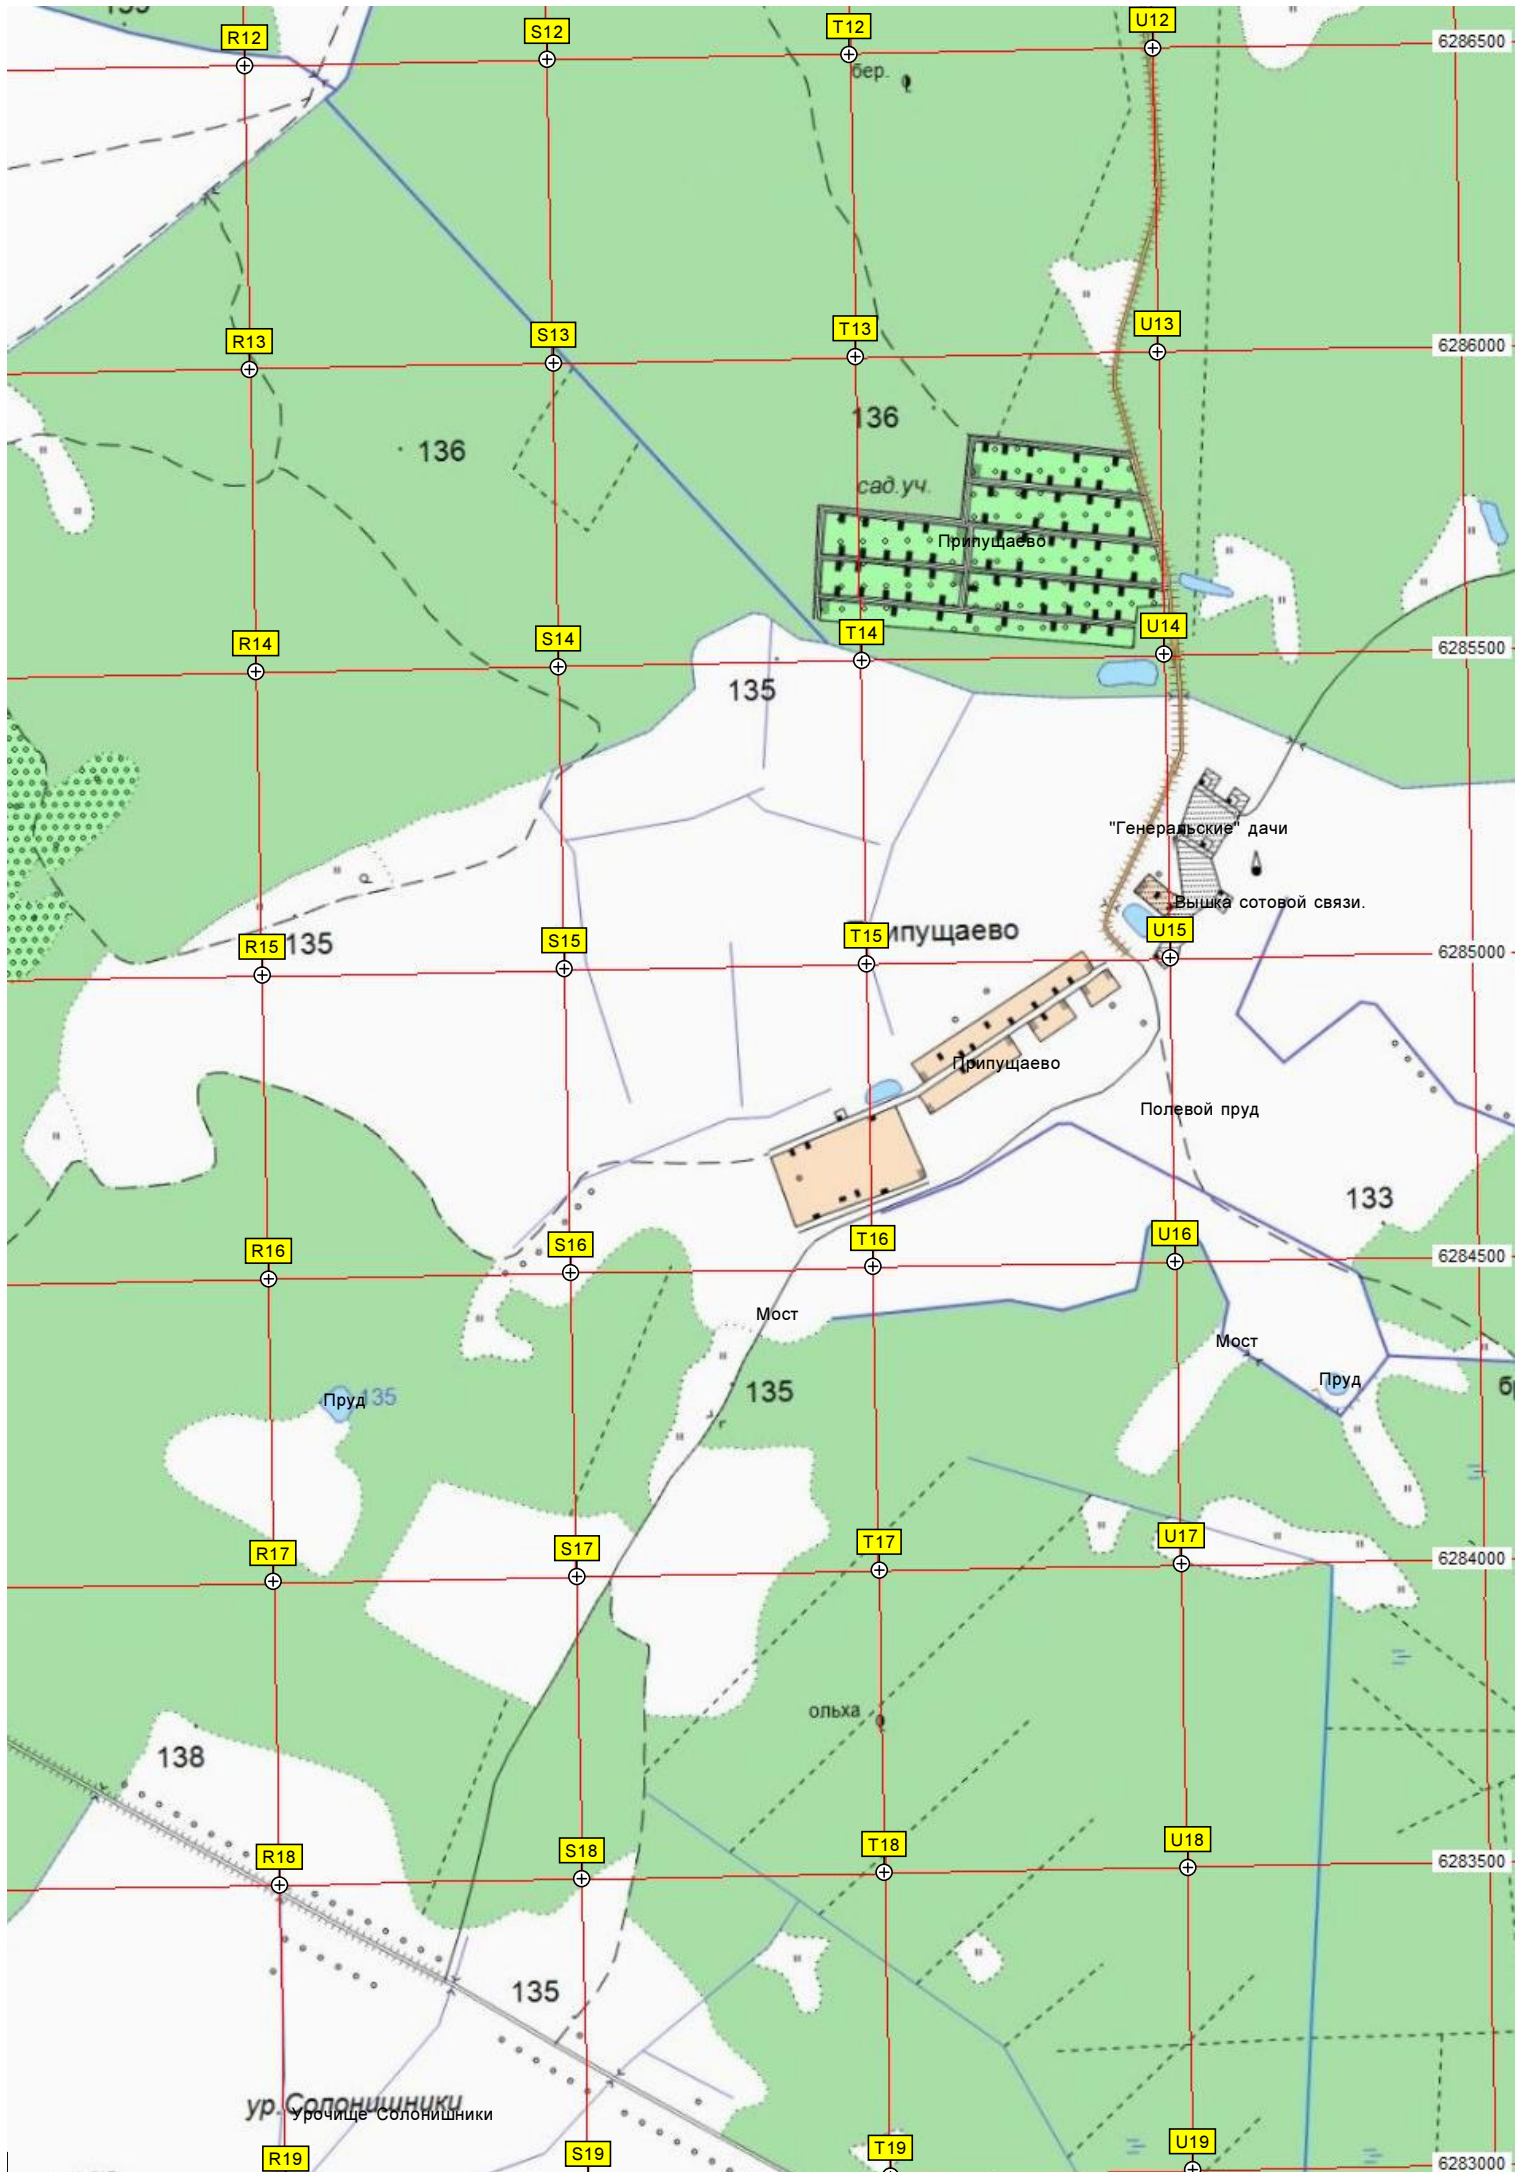 R12
S12
T12
U12
6286500
бер.
R13
S13
T13
U13
6286000
136
136
сад.уч.
Припущаево
R14
S14
T14
U14
6285500
135
"Генеральские" дачи
Вышка сотовой связи.
R15
135
S15
T15
U15
6285000
Припущаево
Полевой пруд
133
R16
S16
T16
U16
6284500
Мост
Мост
Пруд
135
Пруд
135
R17
S17
T17
U17
6284000
ольха
138
R18
S18
T18
U18
6283500
135
ур.Солонишники
Урочище Солонишники
R19
S19
T19
U19
6283000